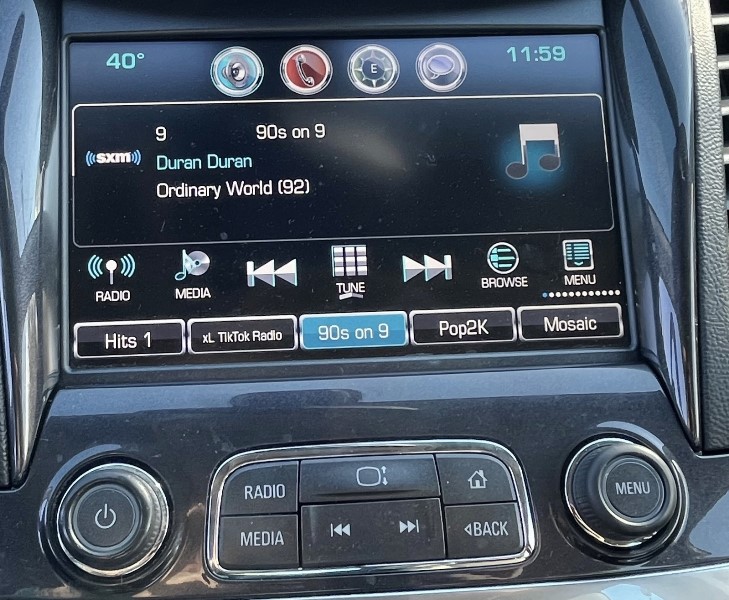 40° E 11:59
9 90s on 9
((sxm))
Duran Duran
Ordinary World (92)
RADIO MEDIA TUNE BROWSE MENU
Hits 1 xL TikTok Radio 90s on 9 Pop2K Mosaic
RADIO
MENU
MEDIA BACK